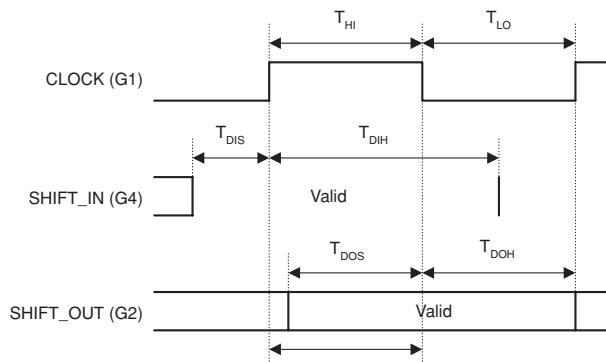 T_HI T_LO
CLOCK (G1)
T_DIS T_DIH
SHIFT_IN (G4) Valid
T_DOS T_DOH
SHIFT_OUT (G2) Valid